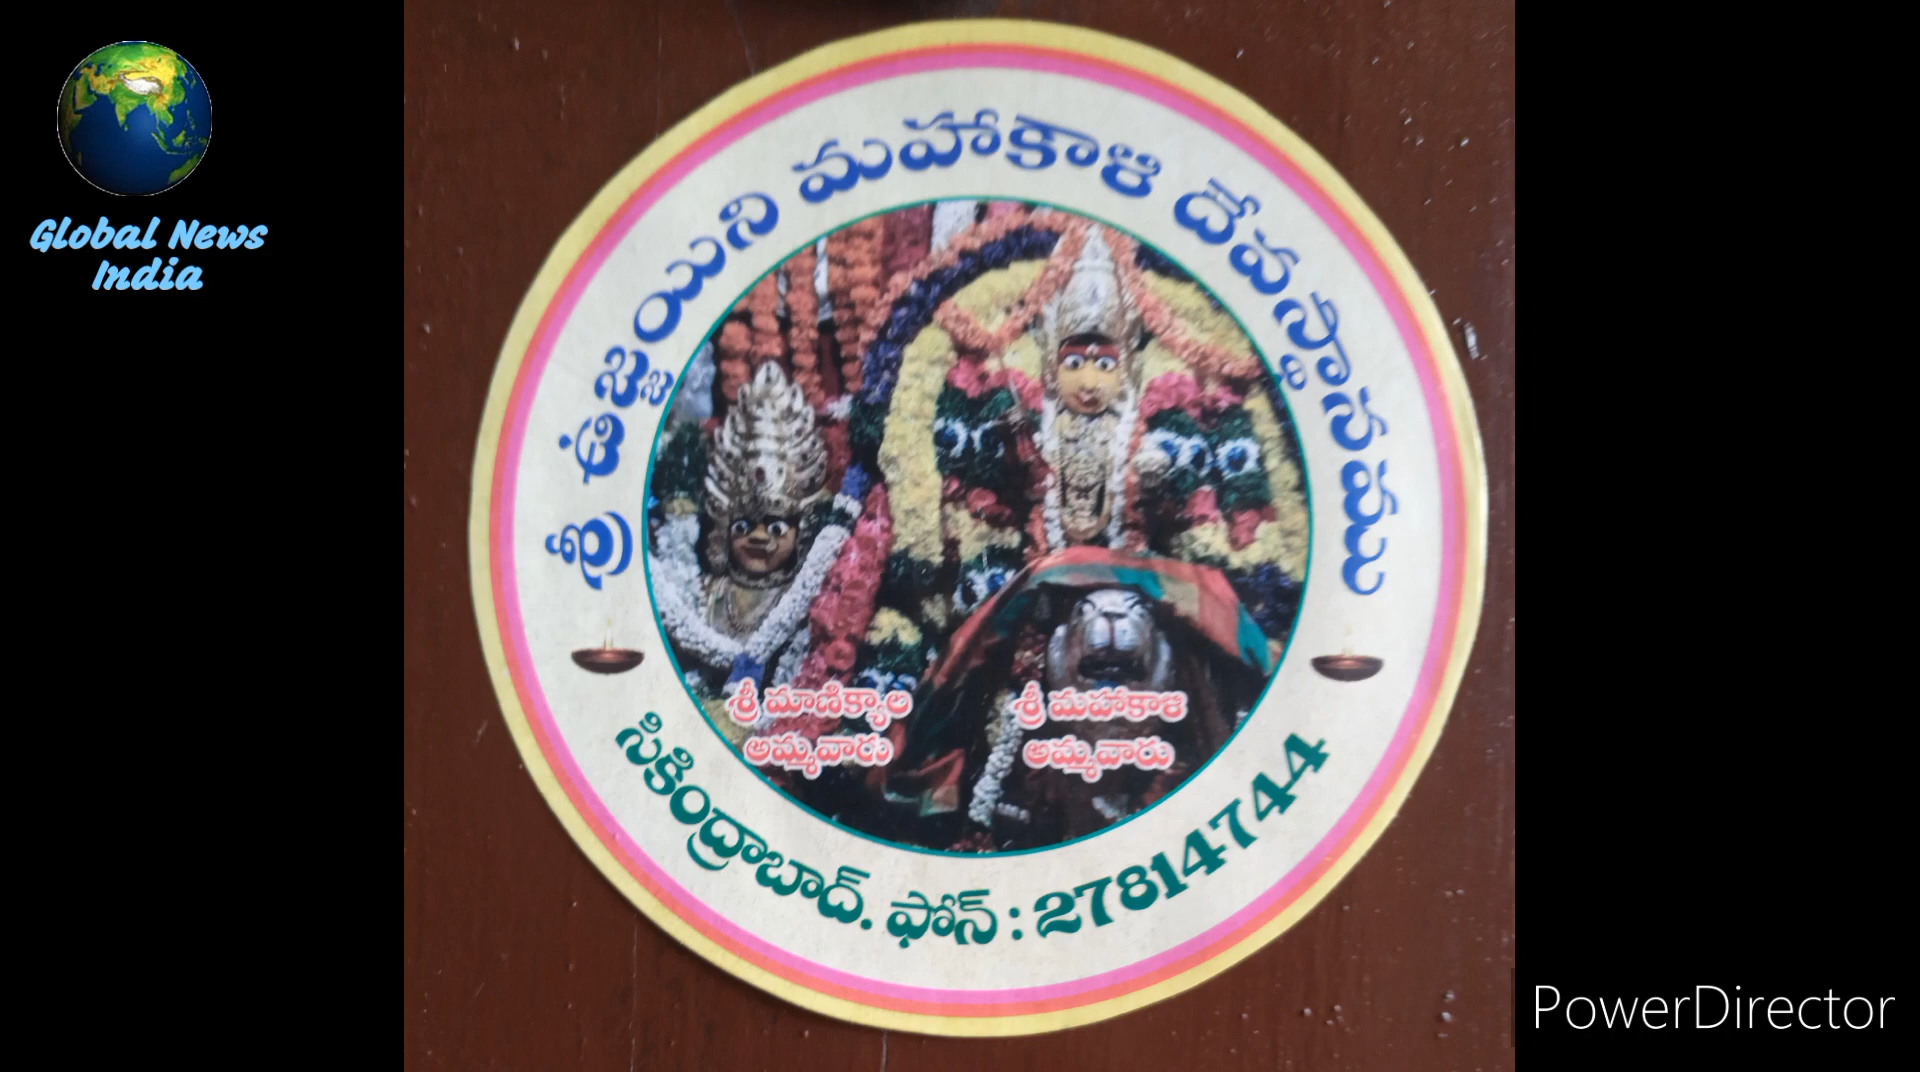 Global News
India
శ్రీ ఉజ్జయిని మహాకాళి దేవస్థానము
శ్రీ మాణిక్యాల
అమ్మవారు
శ్రీ మహాకాళి
అమ్మవారు
సికింద్రాబాద్. ఫోన్ : 27814744
PowerDirector